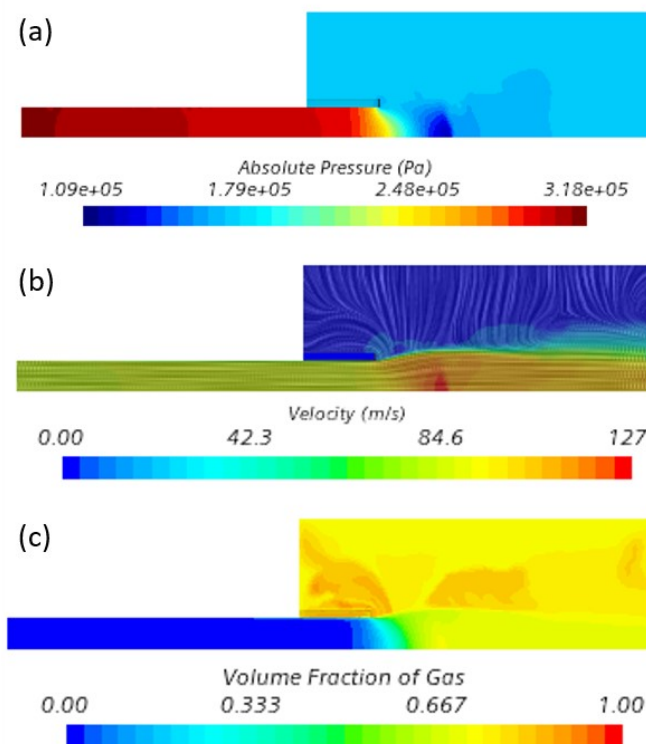 (a)
Absolute Pressure (Pa)
1.09e+05 1.79e+05 2.48e+05 3.18e+05
(b)
Velocity (m/s)
0.00 42.3 84.6 127
(c)
Volume Fraction of Gas
0.00 0.333 0.667 1.00